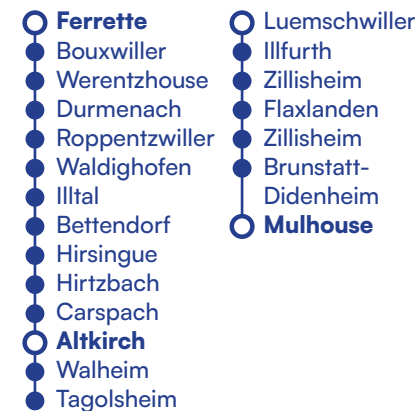 Ferrette
Bouxwiller
Werentzhouse
Durmenach
Roppentzwiller
Waldighofen
Illtal
Bettendorf
Hirsingue
Hirtzbach
Carspach
Altkirch
Walheim
Tagolsheim
Luemschwiller
Illfurth
Zillisheim
Flaxlanden
Zillisheim
Brunstatt-
Didenheim
Mulhouse